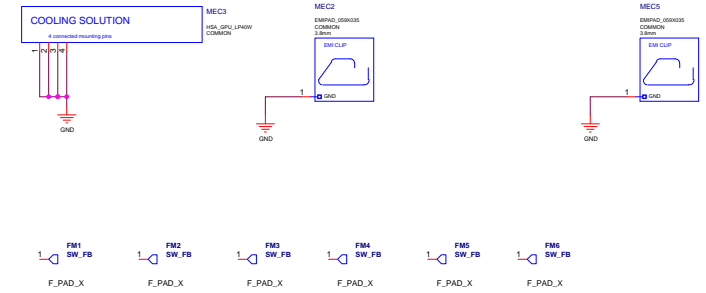 MEC3
COOLING SOLUTION
4 connected mounting pins
HSA_GPU_LP40W
COMMON
1
2
3
4
GND
MEC2
EMIPAD_059X035
COMMON
3.8mm
EMI CLIP
1
GND
GND
MEC5
EMIPAD_059X035
COMMON
3.8mm
EMI CLIP
1
GND
GND
FM1
1 SW_FB
F_PAD_X
FM2
1 SW_FB
F_PAD_X
FM3
1 SW_FB
F_PAD_X
FM4
1 SW_FB
F_PAD_X
FM5
1 SW_FB
F_PAD_X
FM6
1 SW_FB
F_PAD_X